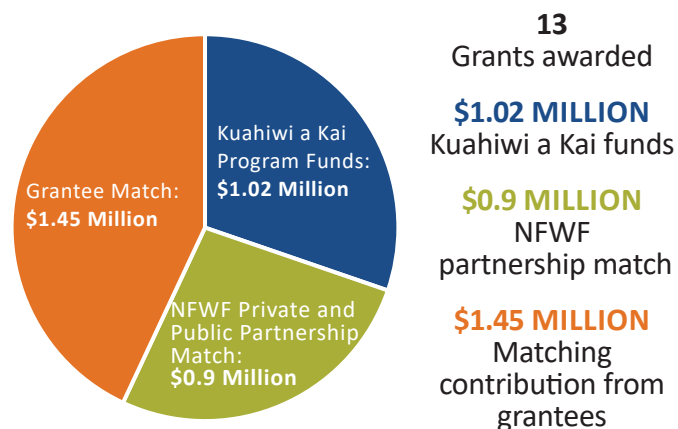 Kuahiwi a Kai
Program Funds:
$1.02 Million
Grantee Match:
$1.45 Million
NFWF Private and
Public Partnership
Match:
$0.9 Million
13
Grants awarded
$1.02 MILLION
Kuahiwi a Kai funds
$0.9 MILLION
NFWF
partnership match
$1.45 MILLION
Matching
contribution from
grantees